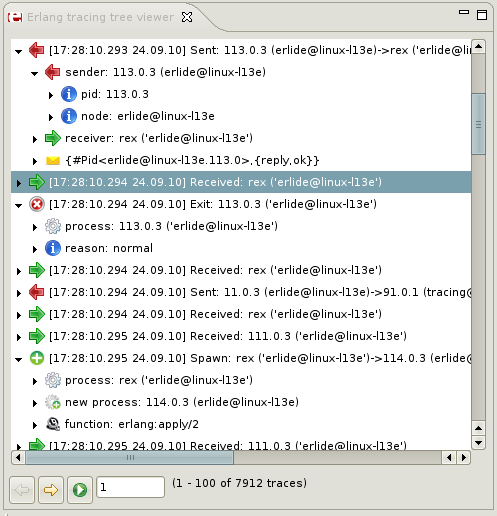 Erlang tracing tree viewer
[17:28:10.293 24.09.10] Sent: 113.0.3 (erlide@linux-l13e)->rex ('erlide@lin
sender: 113.0.3 (erlide@linux-l13e)
pid: 113.0.3
node: erlide@linux-l13e
receiver: rex ('erlide@linux-l13e')
{#Pid<erlide@linux-l13e.113.0>,{reply,ok}}
[17:28:10.294 24.09.10] Received: rex ('erlide@linux-l13e')
[17:28:10.294 24.09.10] Exit: 113.0.3 ('erlide@linux-l13e')
process: 113.0.3 ('erlide@linux-l13e')
reason: normal
[17:28:10.294 24.09.10] Received: rex ('erlide@linux-l13e')
[17:28:10.294 24.09.10] Sent: 11.0.3 (erlide@linux-l13e)->91.0.1 (tracing@
[17:28:10.294 24.09.10] Received: rex ('erlide@linux-l13e')
[17:28:10.295 24.09.10] Received: 111.0.3 ('erlide@linux-l13e')
[17:28:10.295 24.09.10] Spawn: rex ('erlide@linux-l13e')->114.0.3 (erlide@
process: rex ('erlide@linux-l13e')
new process: 114.0.3 (erlide@linux-l13e)
function: erlang:apply/2
[17:28:10.295 24.09.10] Received: 111.0.3 ('erlide@linux-l13e')
1
(1 - 100 of 7912 traces)